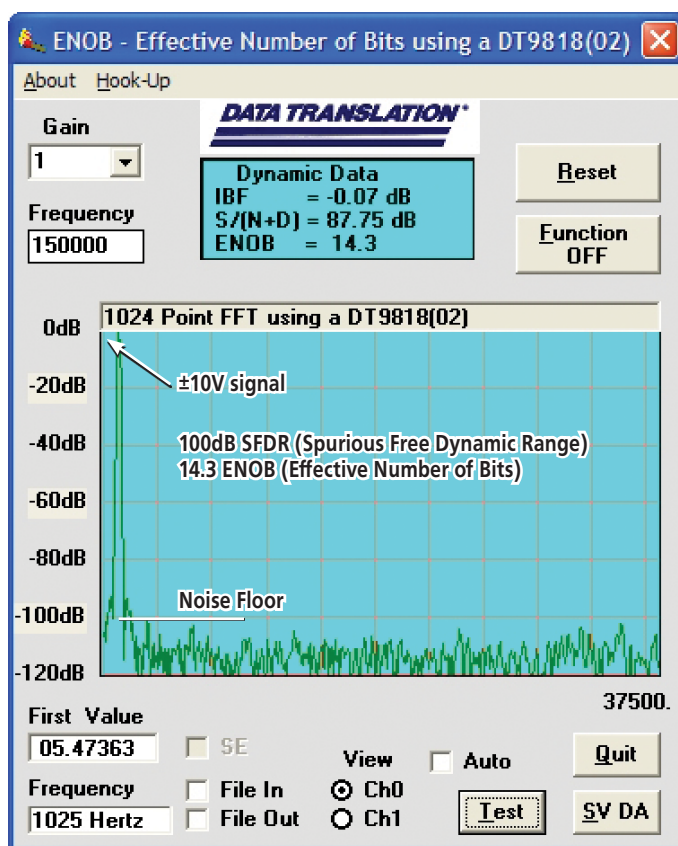 ENOB - Effective Number of Bits using a DT9818(02)
About Hook-Up
Gain
1
DATA TRANSLATION
Dynamic Data
IBF = -0.07 dB
S/(N+D) = 87.75 dB
ENOB = 14.3
Reset
Frequency
150000
Function
OFF
1024 Point FFT using a DT9818(02)
0dB
±10V signal
-20dB
-40dB
100dB SFDR (Spurious Free Dynamic Range)
14.3 ENOB (Effective Number of Bits)
-60dB
-80dB
Noise Floor
-100dB
-120dB
37500.
First Value
05.47363
SE
View
Auto
Quit
Frequency
File In
Ch0
1025 Hertz
File Out
Ch1
Test
SV DA